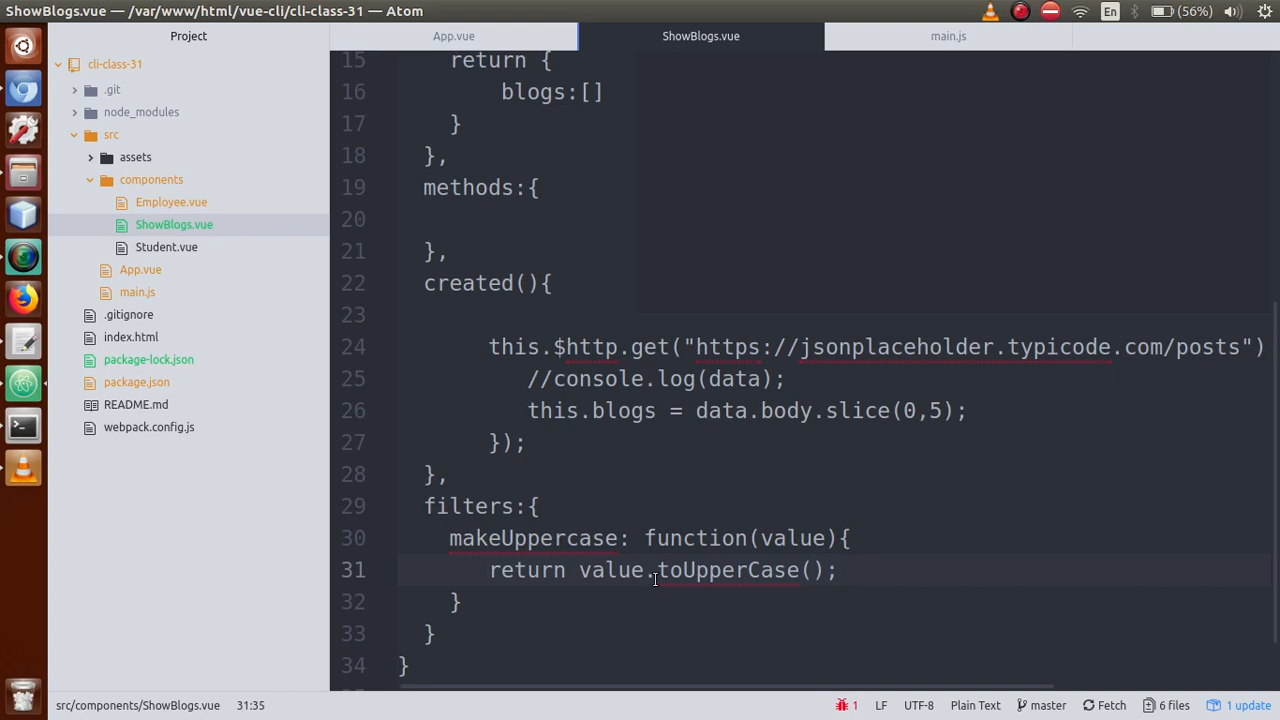 ShowBlogs.vue — /var/www/html/vue-cli/cli-class-31 — Atom
En
(56%)
Project
App.vue
ShowBlogs.vue
main.js
cli-class-31
.git
node_modules
src
assets
components
Employee.vue
ShowBlogs.vue
Student.vue
App.vue
main.js
.gitignore
index.html
package-lock.json
package.json
README.md
webpack.config.js
15 return {
16 blogs:[]
17 }
18 },
19 methods:{
20
21 },
22 created(){
23
24 this.$http.get("https://jsonplaceholder.typicode.com/posts")
25 //console.log(data);
26 this.blogs = data.body.slice(0,5);
27 });
28 },
29 filters:{
30 makeUppercase: function(value){
31 return value.toUpperCase();
32 }
33 }
34 }
src/components/ShowBlogs.vue 31:35
1 LF UTF-8 Plain Text master Fetch 6 files 1 update